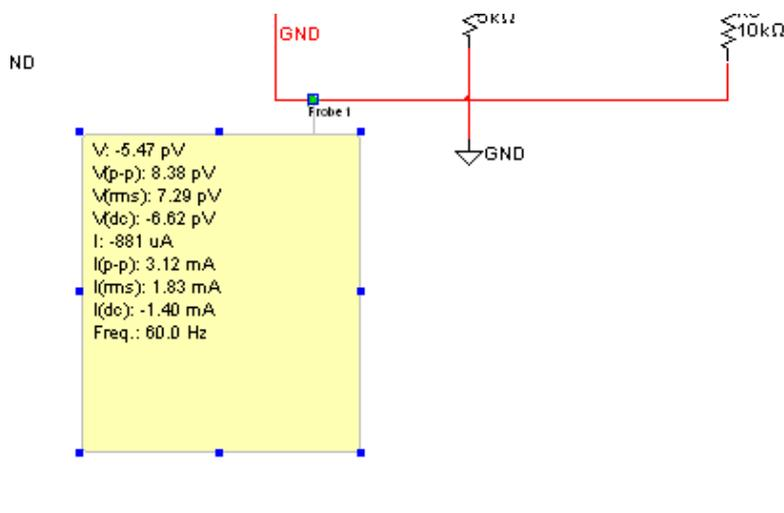 5kΩ
10kΩ
GND
ND
Probe 1
GND
V: -5.47 pV
V(p-p): 8.38 pV
V(rms): 7.29 pV
V(dc): -6.62 pV
I: -881 uA
I(p-p): 3.12 mA
I(rms): 1.83 mA
I(dc): -1.40 mA
Freq.: 60.0 Hz